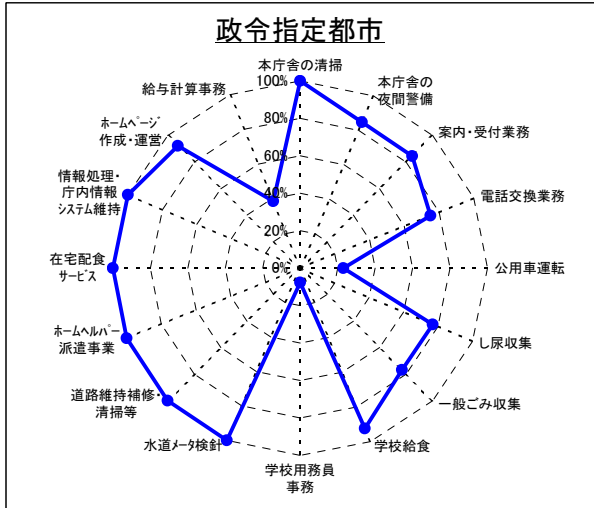 政令指定都市
本庁舎の清掃
100%
80%
60%
40%
20%
0%
本庁舎の
夜間警備
案内・受付業務
電話交換業務
公用車運転
し尿収集
一般ごみ収集
学校給食
学校用務員
事務
水道ﾒｰﾀ検針
道路維持補修・
清掃等
ﾎｰﾑﾍﾙﾊﾟｰ
派遣事業
在宅配食
ｻｰﾋﾞｽ
情報処理・
庁内情報
ｼｽﾃﾑ維持
ﾎｰﾑﾍﾟｰｼﾞ
作成・運営
給与計算事務